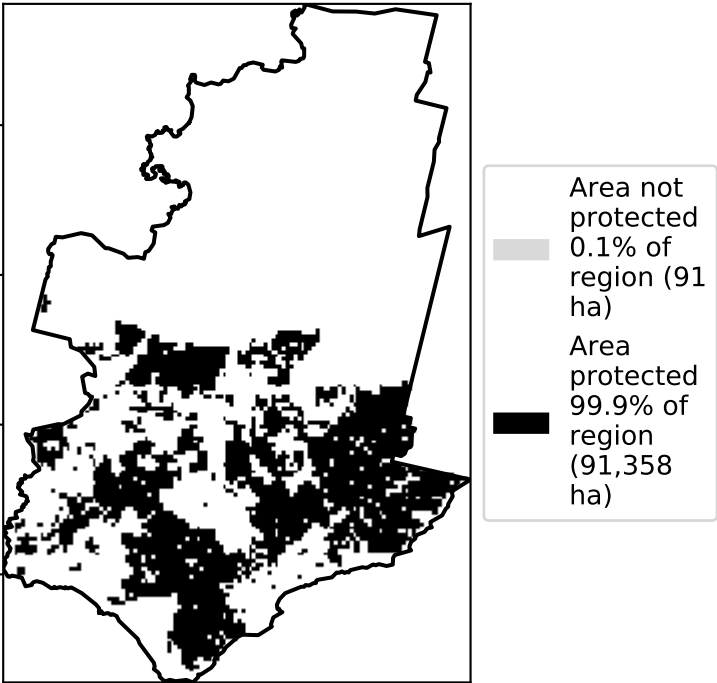 Area not
protected
0.1% of
region (91
ha)
Area
protected
99.9% of
region
(91,358
ha)